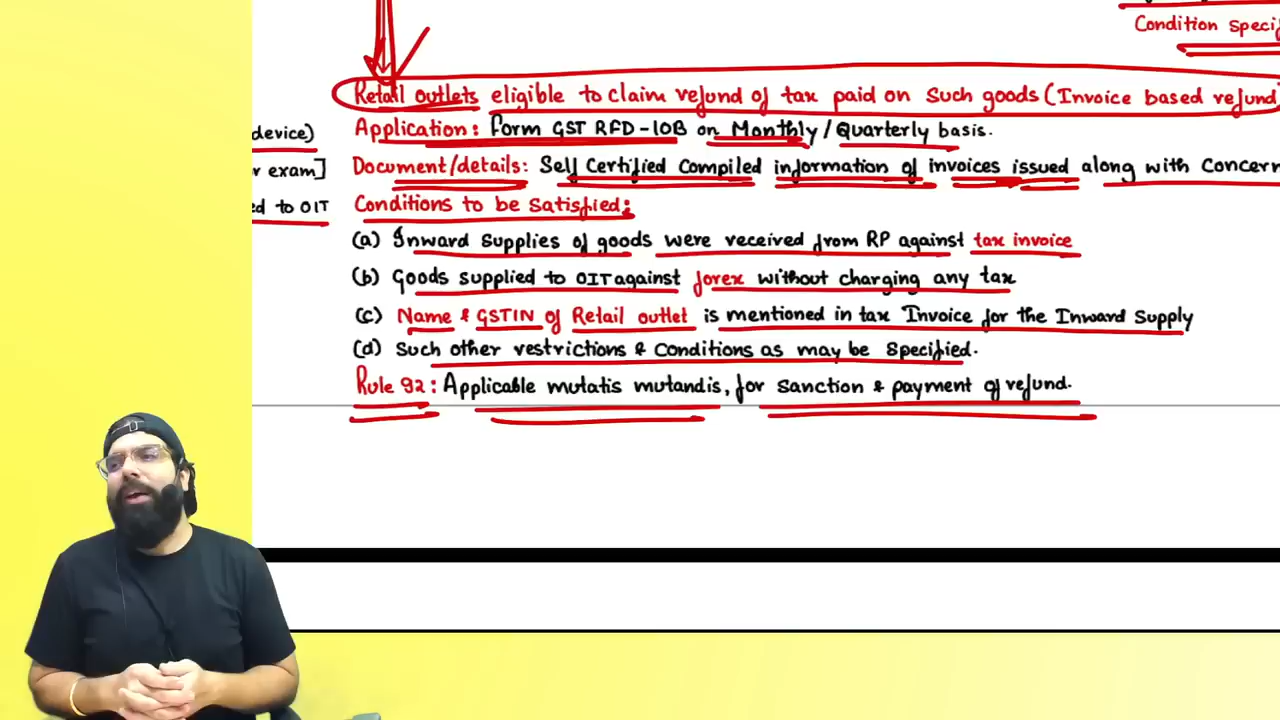 Condition speci
Retail outlets eligible to claim refund of tax paid on such goods (Invoice based refund)
device)
Application: Form GST RFD-10B on Monthly/Quarterly basis.
r exam]
Document/details: Self Certified Compiled information of invoices issued along with Concern
ed to OIT
Conditions to be Satisfied:
(a) Inward Supplies of goods were received from RP against tax invoice
(b) Goods supplied to OIT against forex without charging any tax
(c) Name & GSTIN of Retail outlet is mentioned in tax Invoice for the Inward Supply
(d) Such other restrictions & Conditions as may be Specified.
Rule 92: Applicable mutatis mutandis, for Sanction & payment of refund.